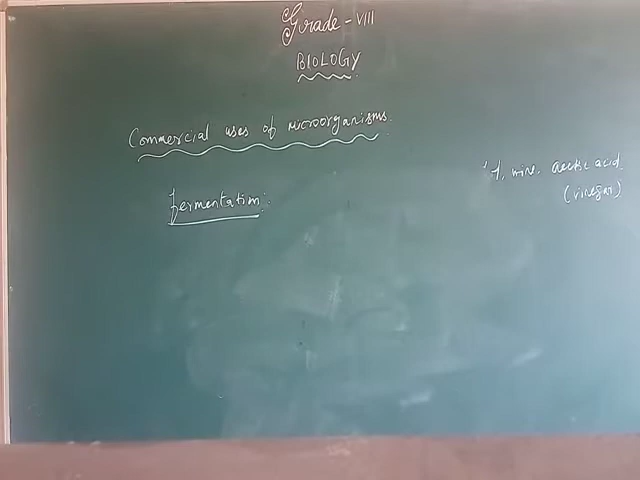 Grade - VIII
BIOLOGY
Commercial uses of microorganisms.
fermentation:
wine, acetic acid
(vinegar)